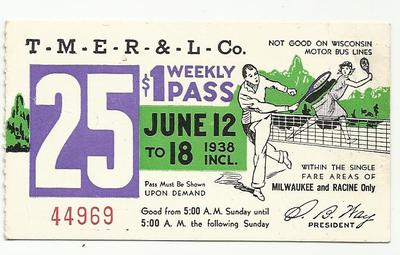 T-M-E-R-&-L-Co.
NOT GOOD ON WISCONSIN
MOTOR BUS LINES
25
$1 WEEKLY
PASS
JUNE 12
TO 18 1938
INCL.
Pass Must Be Shown
UPON DEMAND
WITHIN THE SINGLE
FARE AREAS OF
MILWAUKEE and RACINE Only
44969
Good from 5:00 A. M. Sunday until
5:00 A. M. the following Sunday
S. B. Way
PRESIDENT